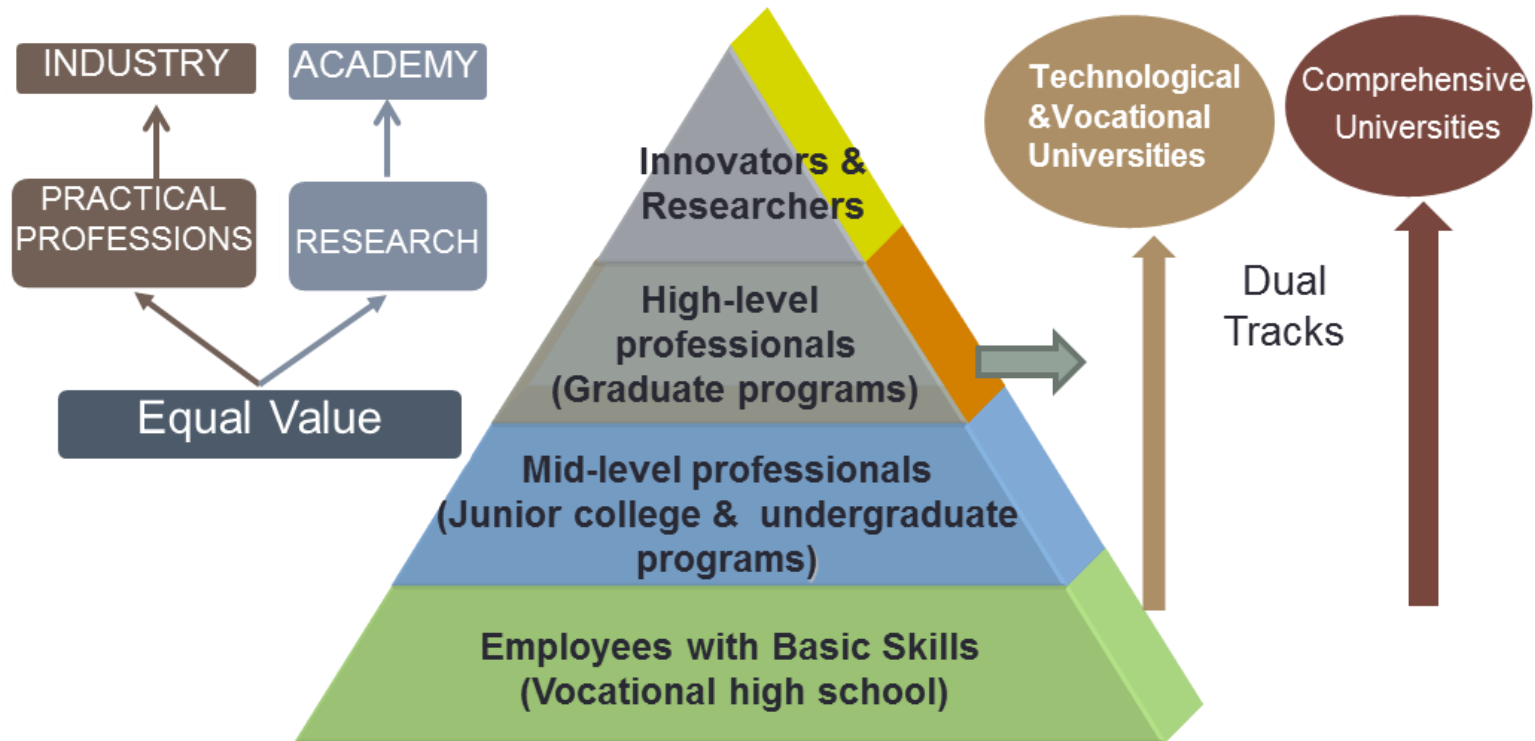 INDUSTRY
ACADEMY
PRACTICAL
PROFESSIONS
RESEARCH
Equal Value
Innovators &
Researchers
High-level
professionals
(Graduate programs)
Mid-level professionals
(Junior college & undergraduate
programs)
Employees with Basic Skills
(Vocational high school)
Technological
&Vocational
Universities
Comprehensive
Universities
Dual
Tracks